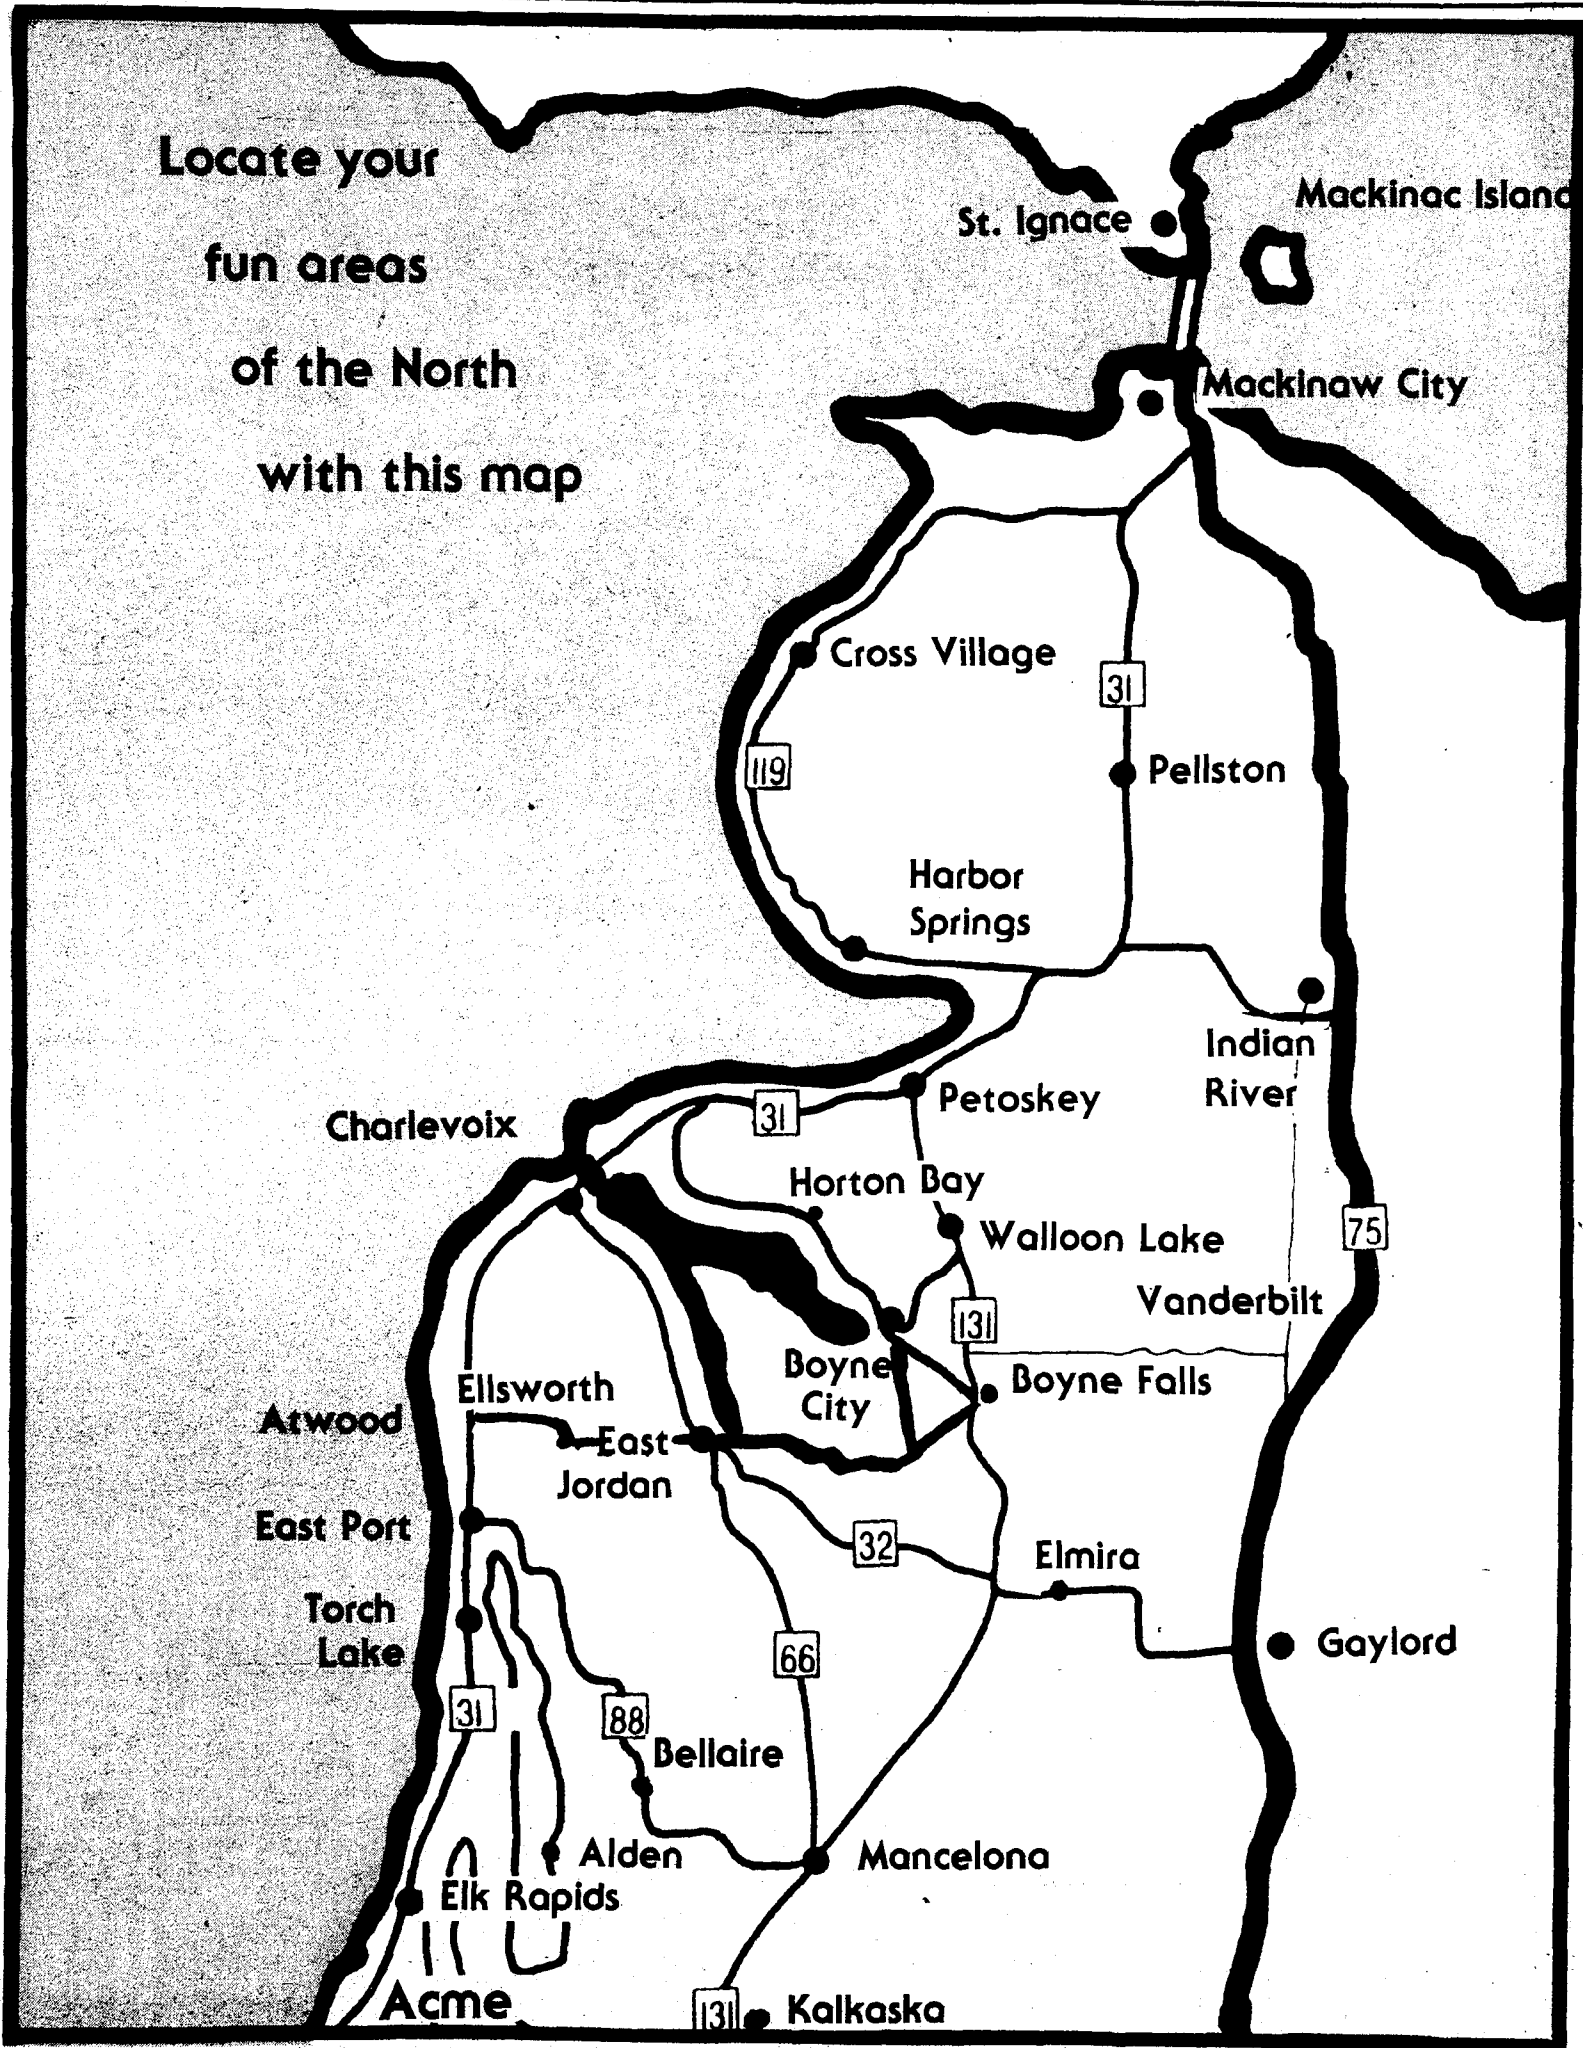 Locate your
fun areas
of the North
with this map
Mackinac Island
St. Ignace
Mackinaw City
Cross Village
31
119
Pellston
Harbor
Springs
Indian
River
Petoskey
31
Charlevoix
Horton Bay
Walloon Lake
75
Vanderbilt
131
Boyne
City
Boyne Falls
Ellsworth
Atwood
East
Jordan
East Port
32
Elmira
Torch
Lake
66
Gaylord
31
88
Bellaire
Alden
Mancelona
Elk Rapids
Acme
131
Kalkaska